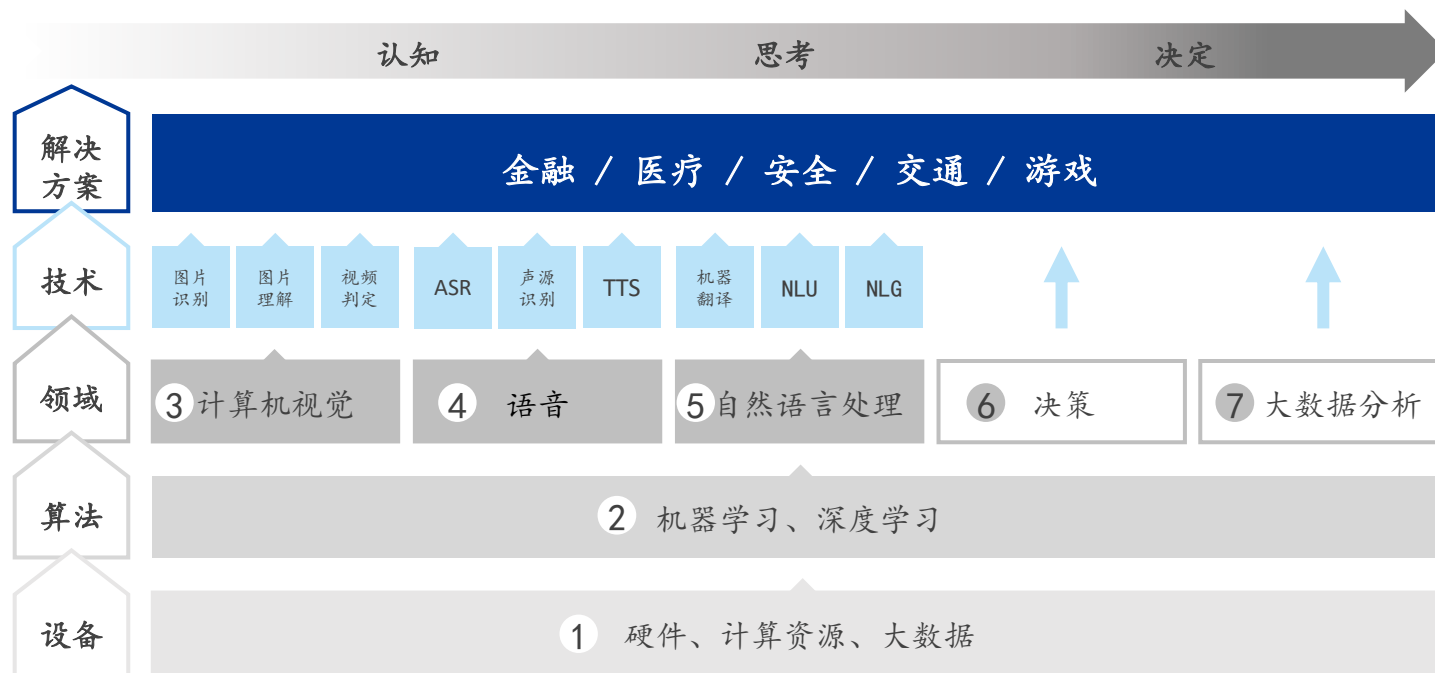 认知
思考
决定
解决
方案
金融 / 医疗 / 安全 / 交通 / 游戏
技术
图片
识别
图片
理解
视频
判定
ASR
声源
识别
TTS
机器
翻译
NLU
NLG
领域
3 计算机视觉
4 语音
5 自然语言处理
6 决策
7 大数据分析
算法
2 机器学习、深度学习
设备
1 硬件、计算资源、大数据